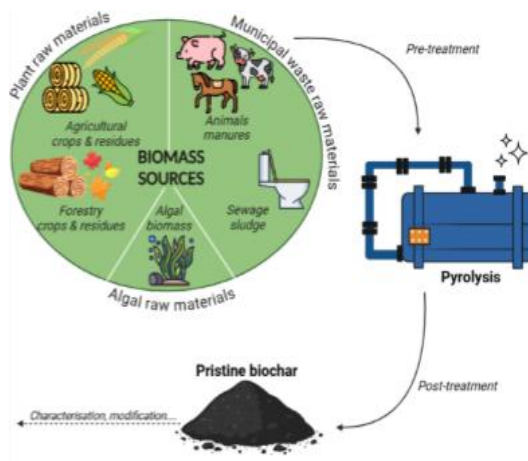 Plant raw materials
Municipal waste raw materials
Pre-treatment
Agricultural
crops & residues
Animals
manures
BIOMASS
SOURCES
Forestry
crops & residues
Algal
biomass
Sewage
sludge
Algal raw materials
Pyrolysis
Pristine biochar
Post-treatment
Characterisation, modification....